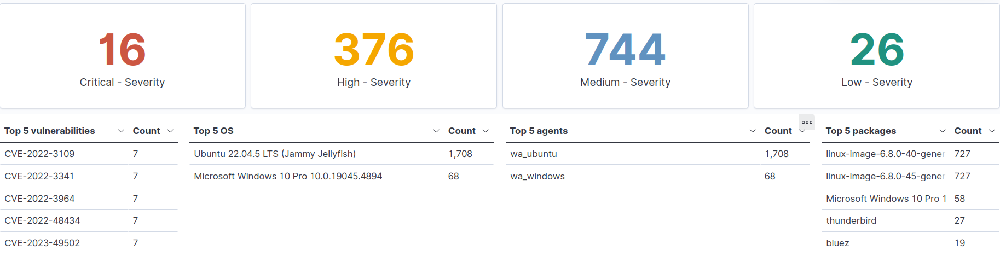 16 376 744 26
Critical - Severity High - Severity Medium - Severity Low - Severity
Top 5 vulnerabilities Count Top 5 OS Count Top 5 agents Count Top 5 packages Count
CVE-2022-3109 7 Ubuntu 22.04.5 LTS (Jammy Jellyfish) 1,708 wa_ubuntu 1,708 linux-image-6.8.0-40-gener 727
CVE-2022-3341 7 Microsoft Windows 10 Pro 10.0.19045.4894 68 wa_windows 68 linux-image-6.8.0-45-gener 727
CVE-2022-3964 7 Microsoft Windows 10 Pro 1 58
CVE-2022-48434 7 thunderbird 27
CVE-2023-49502 7 bluez 19